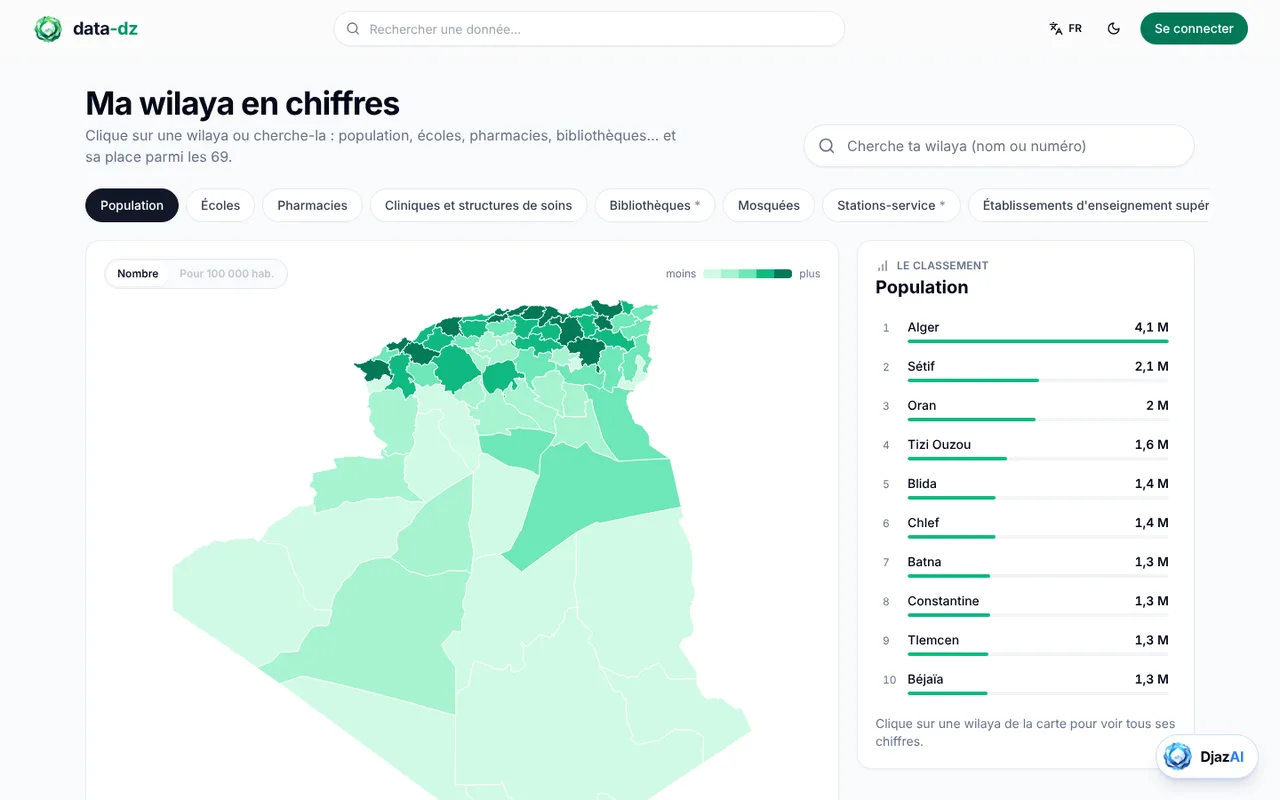 data-dz
Rechercher une donnée...
FR
Se connecter
Ma wilaya en chiffres
Clique sur une wilaya ou cherche-la : population, écoles, pharmacies, bibliothèques… et
sa place parmi les 69.
Cherche ta wilaya (nom ou numéro)
Population
Écoles
Pharmacies
Cliniques et structures de soins
Bibliothèques *
Mosquées
Stations-service *
Établissements d'enseignement supér
Nombre
Pour 100 000 hab.
moins
plus
LE CLASSEMENT
Population
1 Alger 4,1 M
2 Sétif 2,1 M
3 Oran 2 M
4 Tizi Ouzou 1,6 M
5 Blida 1,4 M
6 Chlef 1,4 M
7 Batna 1,3 M
8 Constantine 1,3 M
9 Tlemcen 1,3 M
10 Béjaïa 1,3 M
Clique sur une wilaya de la carte pour voir tous ses
chiffres.
DjazAI